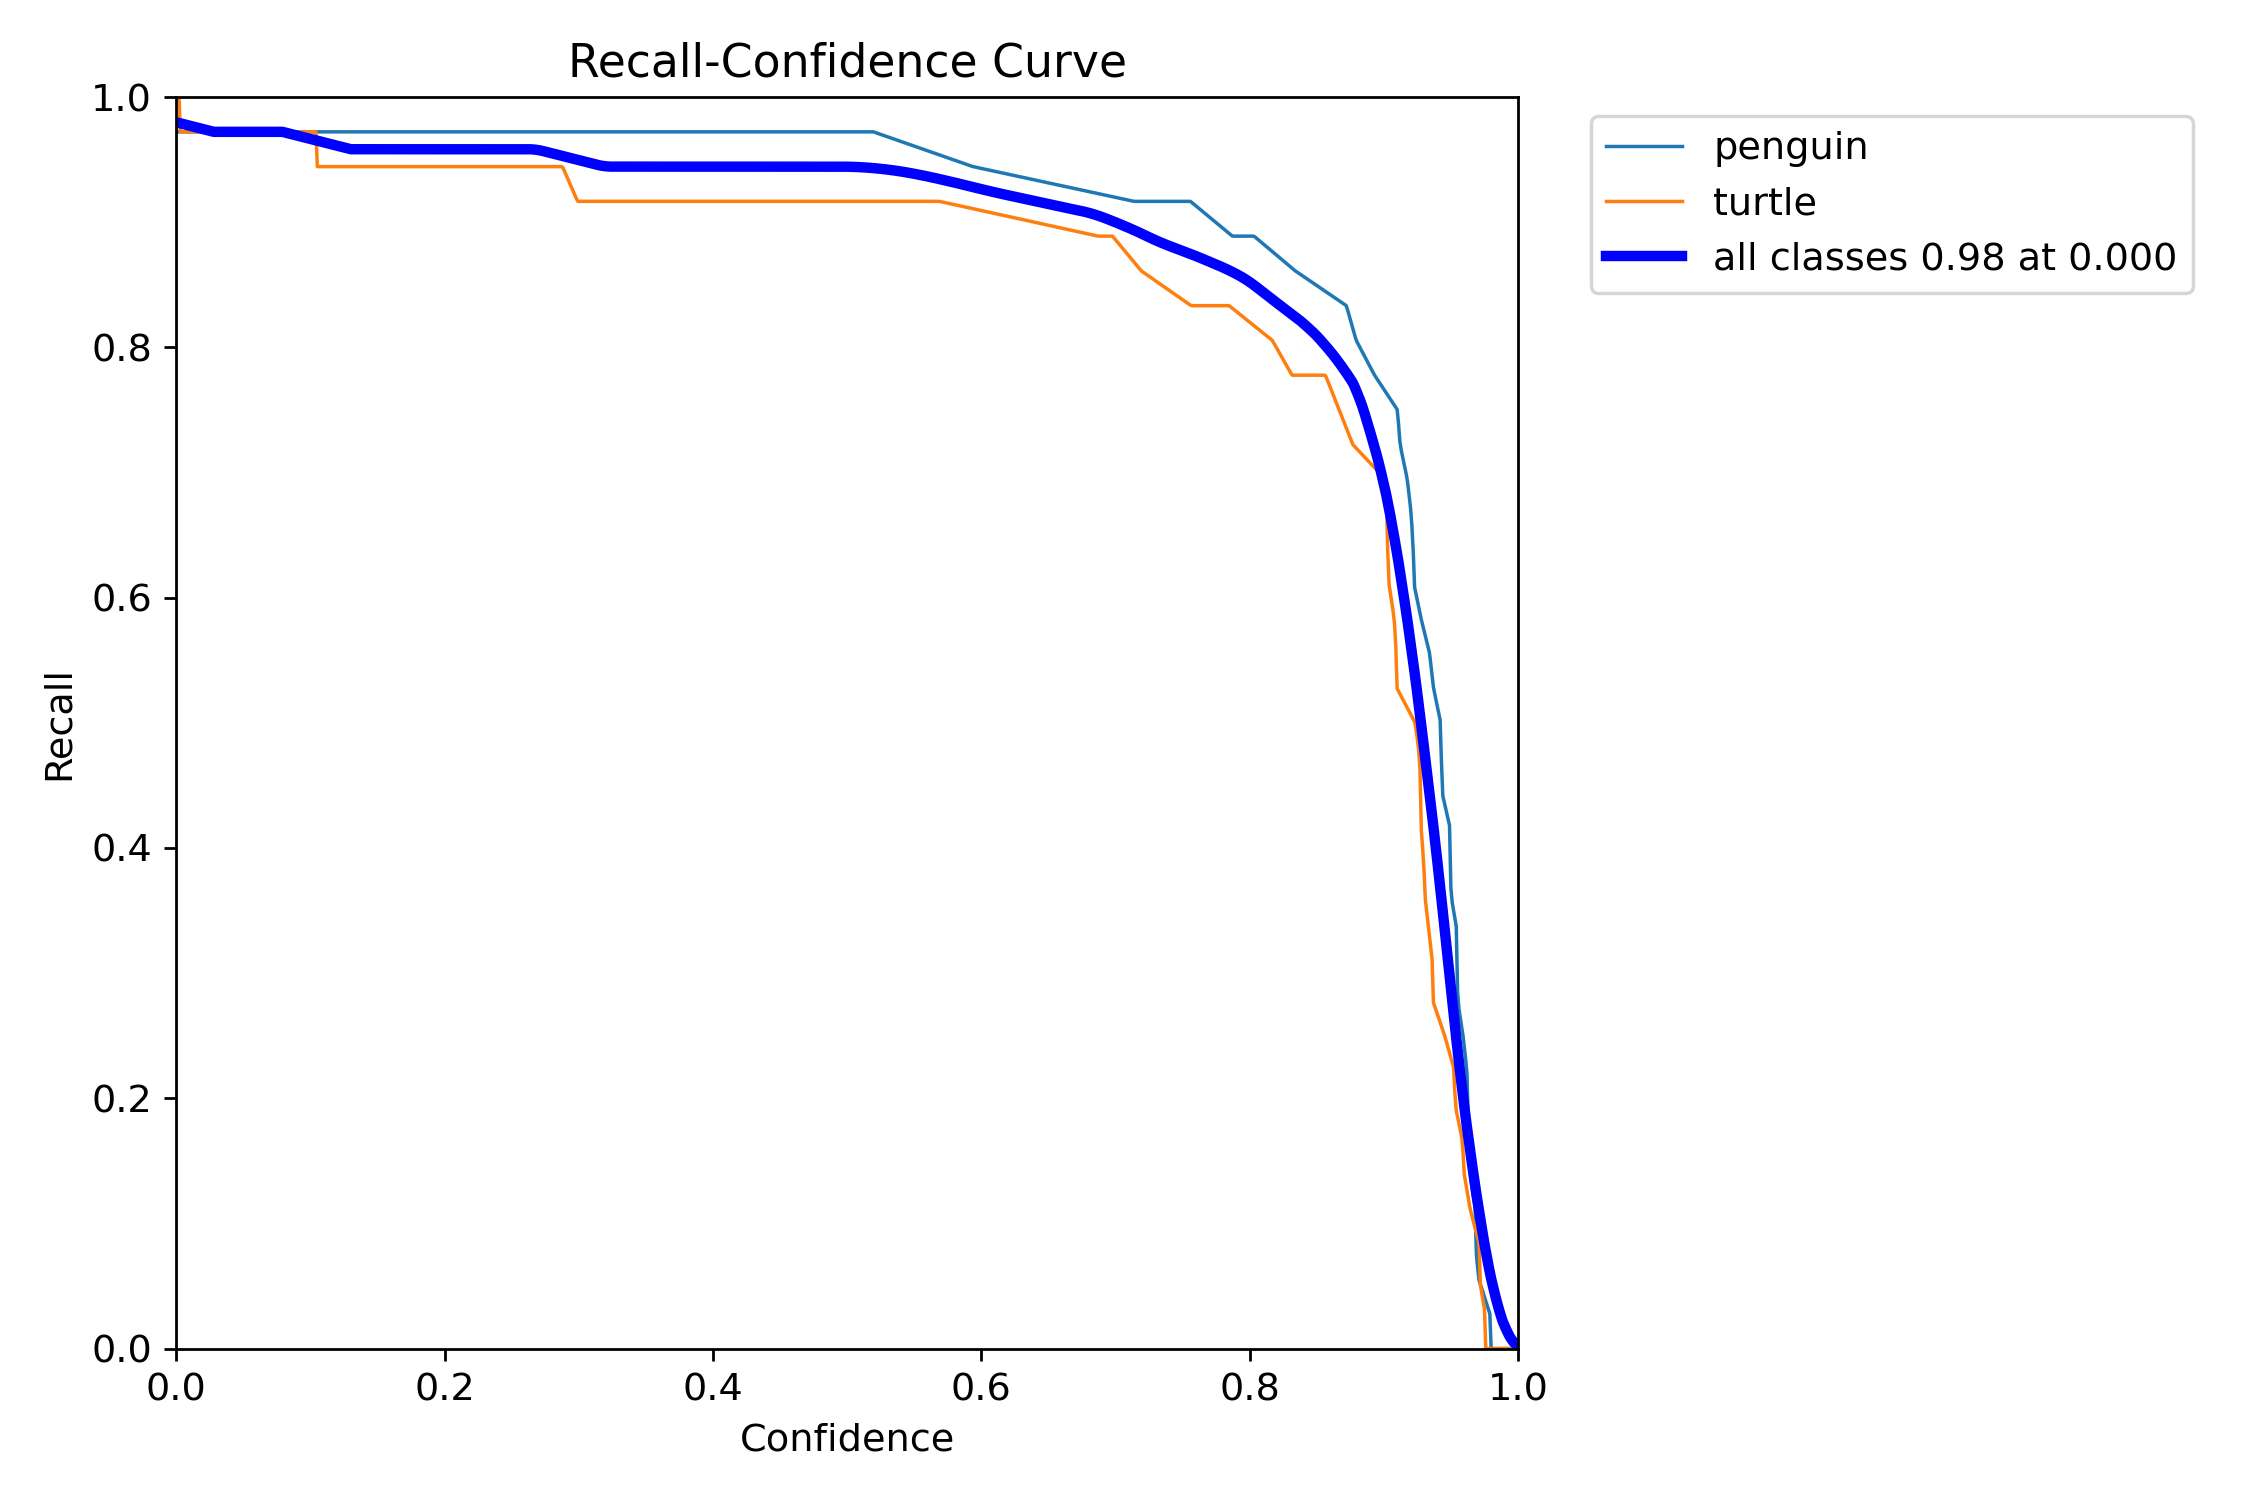 Recall-Confidence Curve
1.0
0.8
0.6
0.4
0.2
0.0
Recall
0.0 0.2 0.4 0.6 0.8 1.0
Confidence
penguin
turtle
all classes 0.98 at 0.000